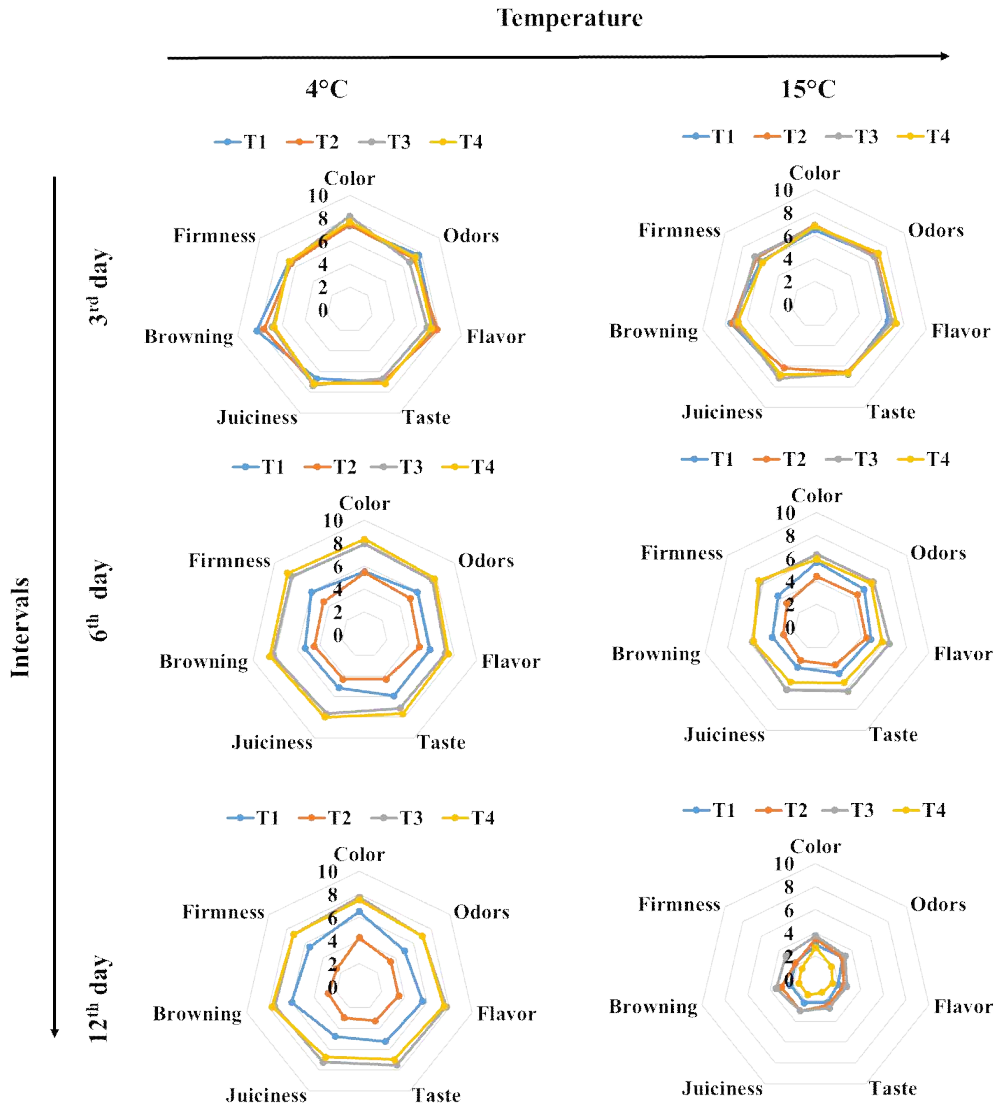 Temperature
4°C
15°C
T1 T2 T3 T4
Color
10
8
6
4
2
0
Odors
Flavor
Taste
Juiciness
Browning
Firmness
T1 T2 T3 T4
Color
10
8
6
4
2
0
Odors
Flavor
Taste
Juiciness
Browning
Firmness
T1 T2 T3 T4
Color
10
8
6
4
2
0
Odors
Flavor
Taste
Juiciness
Browning
Firmness
T1 T2 T3 T4
Color
10
8
6
4
2
0
Odors
Flavor
Taste
Juiciness
Browning
Firmness
T1 T2 T3 T4
Color
10
8
6
4
2
0
Odors
Flavor
Taste
Juiciness
Browning
Firmness
T1 T2 T3 T4
Color
10
8
6
4
2
0
Odors
Flavor
Taste
Juiciness
Browning
Firmness
Intervals
3rd day
6th day
12th day